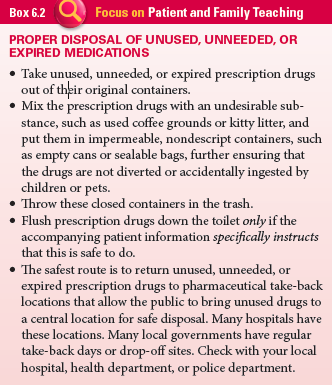 Box 6.2 Focus on Patient and Family Teaching
PROPER DISPOSAL OF UNUSED, UNNEEDED, OR
EXPIRED MEDICATIONS
• Take unused, unneeded, or expired prescription drugs
out of their original containers.
• Mix the prescription drugs with an undesirable sub-
stance, such as used coffee grounds or kitty litter, and
put them in impermeable, nondescript containers, such
as empty cans or sealable bags, further ensuring that
the drugs are not diverted or accidentally ingested by
children or pets.
• Throw these closed containers in the trash.
• Flush prescription drugs down the toilet only if the
accompanying patient information specifically instructs
that this is safe to do.
• The safest route is to return unused, unneeded, or
expired prescription drugs to pharmaceutical take-back
locations that allow the public to bring unused drugs to
a central location for safe disposal. Many hospitals have
these locations. Many local governments have regular
take-back days or drop-off sites. Check with your local
hospital, health department, or police department.